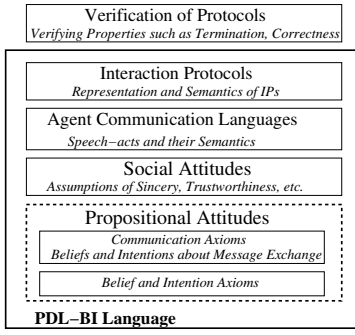 Verification of Protocols
Verifying Properties such as Termination, Correctness
Interaction Protocols
Representation and Semantics of IPs
Agent Communication Languages
Speech−acts and their Semantics
Social Attitudes
Assumptions of Sincery, Trustworthiness, etc.
Propositional Attitudes
Communication Axioms
Beliefs and Intentions about Message Exchange
Belief and Intention Axioms
PDL−BI Language